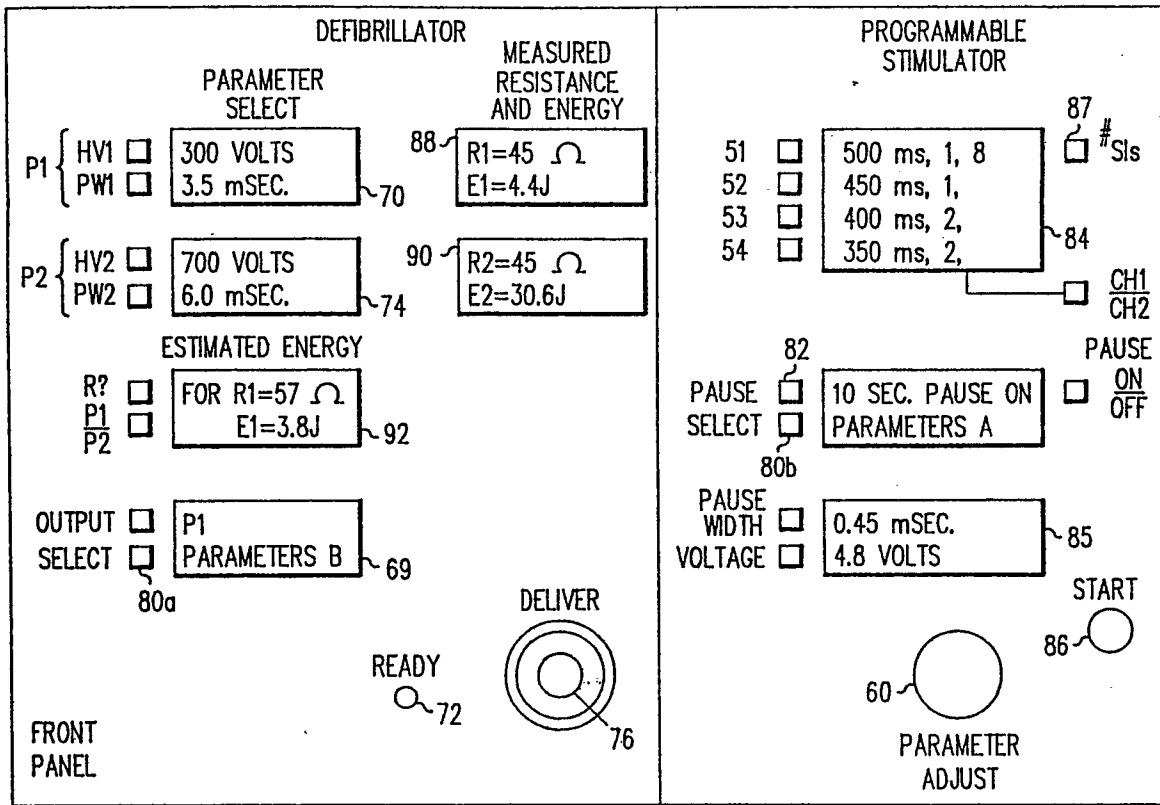 DEFIBRILLATOR
PARAMETER
SELECT
MEASURED
RESISTANCE
AND ENERGY
P1
HV1
PW1
300 VOLTS
3.5 mSEC.
70
88
R1=45 Ω
E1=4.4J
P2
HV2
PW2
700 VOLTS
6.0 mSEC.
74
90
R2=45 Ω
E2=30.6J
ESTIMATED ENERGY
R?
P1
P2
FOR R1=57 Ω
E1=3.8J
92
OUTPUT
SELECT
80a
P1
PARAMETERS B
69
DELIVER
76
READY
72
FRONT
PANEL
PROGRAMMABLE
STIMULATOR
51
52
53
54
500 ms, 1, 8
450 ms, 1,
400 ms, 2,
350 ms, 2,
84
87
#
SIs
CH1
CH2
82
PAUSE
SELECT
80b
10 SEC. PAUSE ON
PARAMETERS A
PAUSE
ON
OFF
PAUSE
WIDTH
VOLTAGE
0.45 mSEC.
4.8 VOLTS
85
START
86
60
PARAMETER
ADJUST